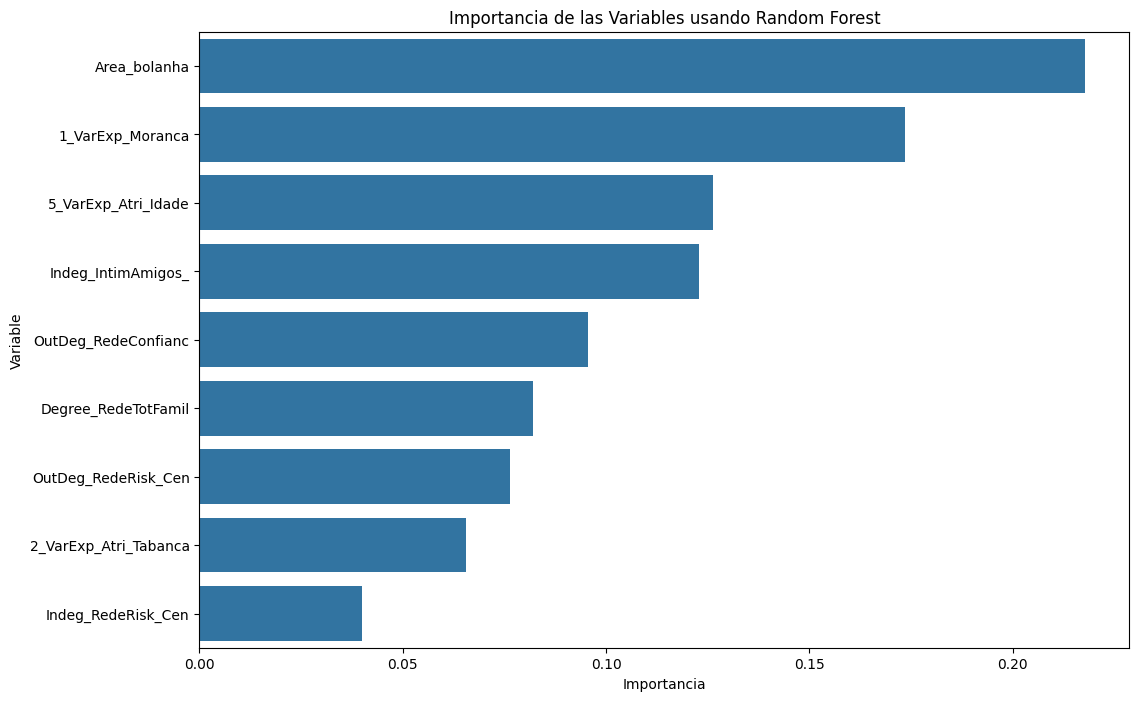 Importancia de las Variables usando Random Forest
Area_bolanha
1_VarExp_Moranca
5_VarExp_Atri_Idade
Indeg_IntimAmigos_
OutDeg_RedeConfianc
Degree_RedeTotFamil
OutDeg_RedeRisk_Cen
2_VarExp_Atri_Tabanca
Indeg_RedeRisk_Cen
Variable
0.00 0.05 0.10 0.15 0.20
Importancia